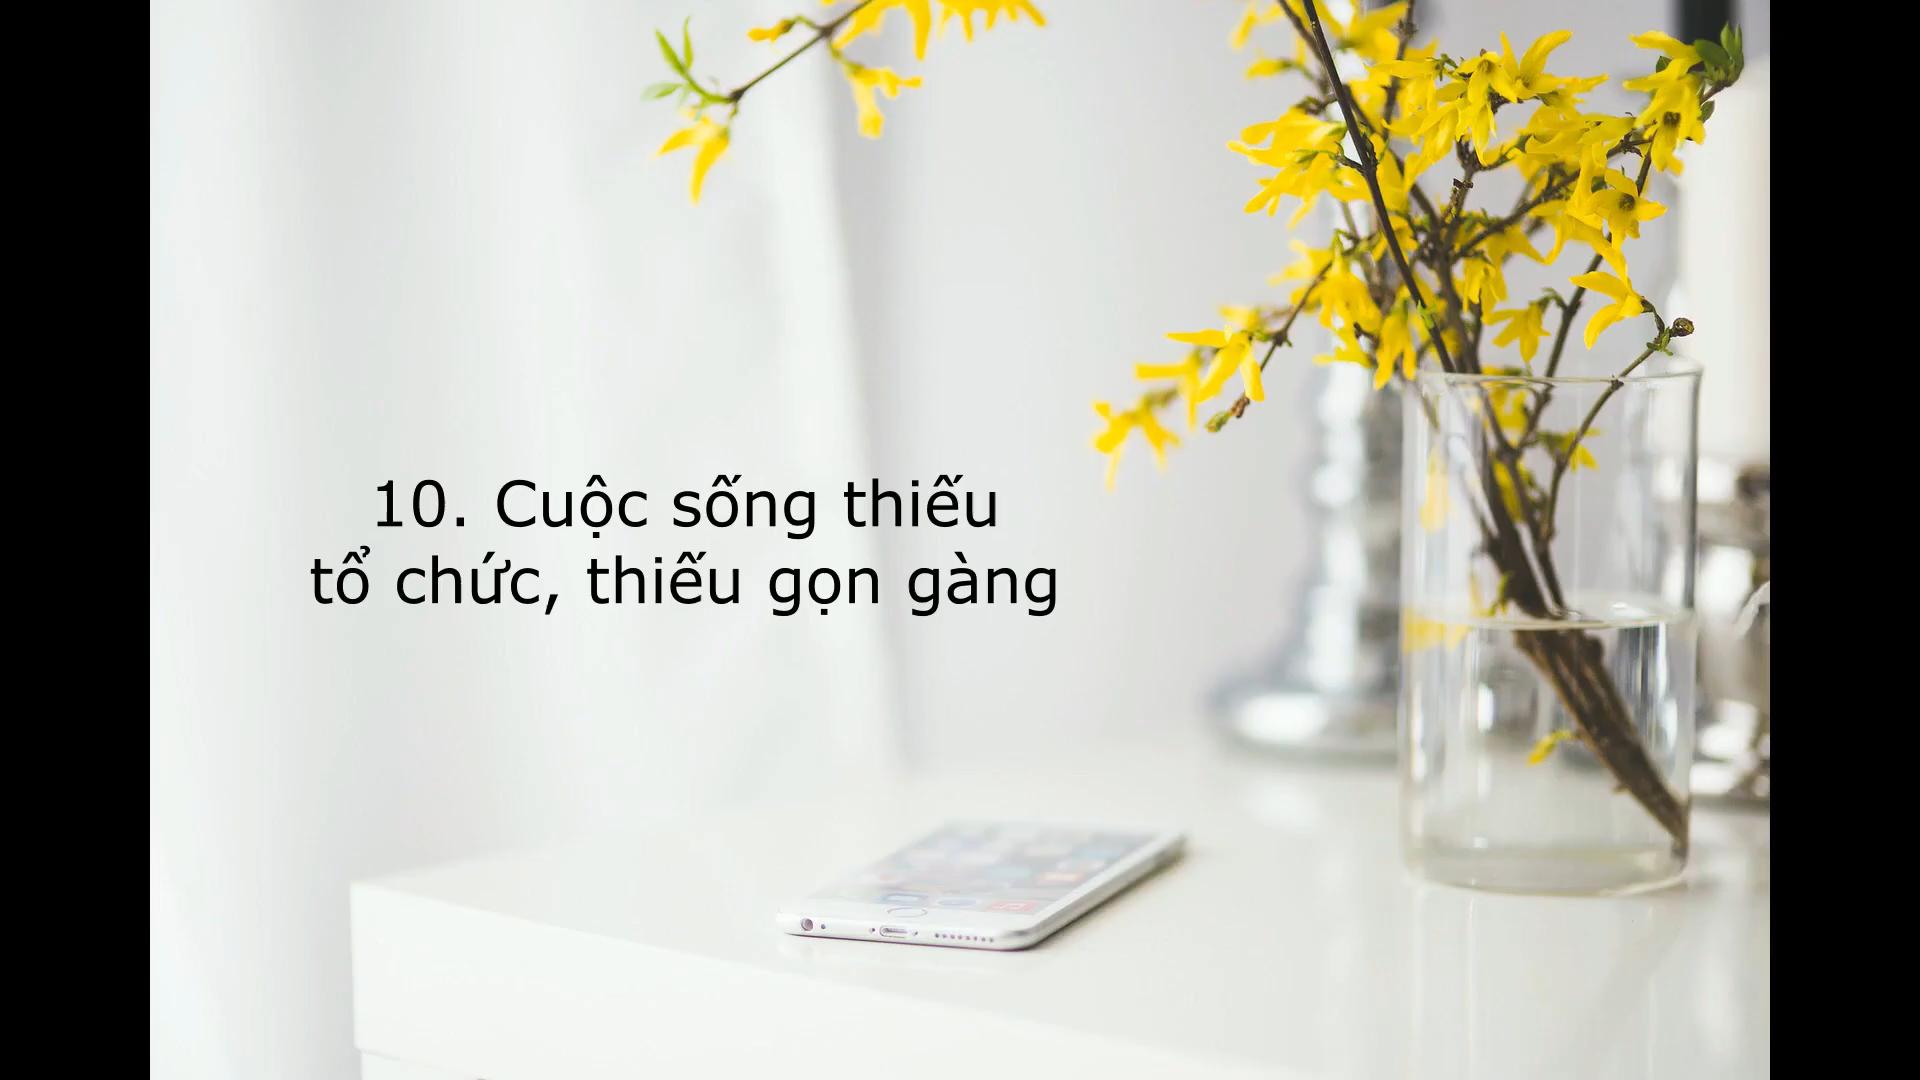 10. Cuộc sống thiếu
tổ chức, thiếu gọn gàng